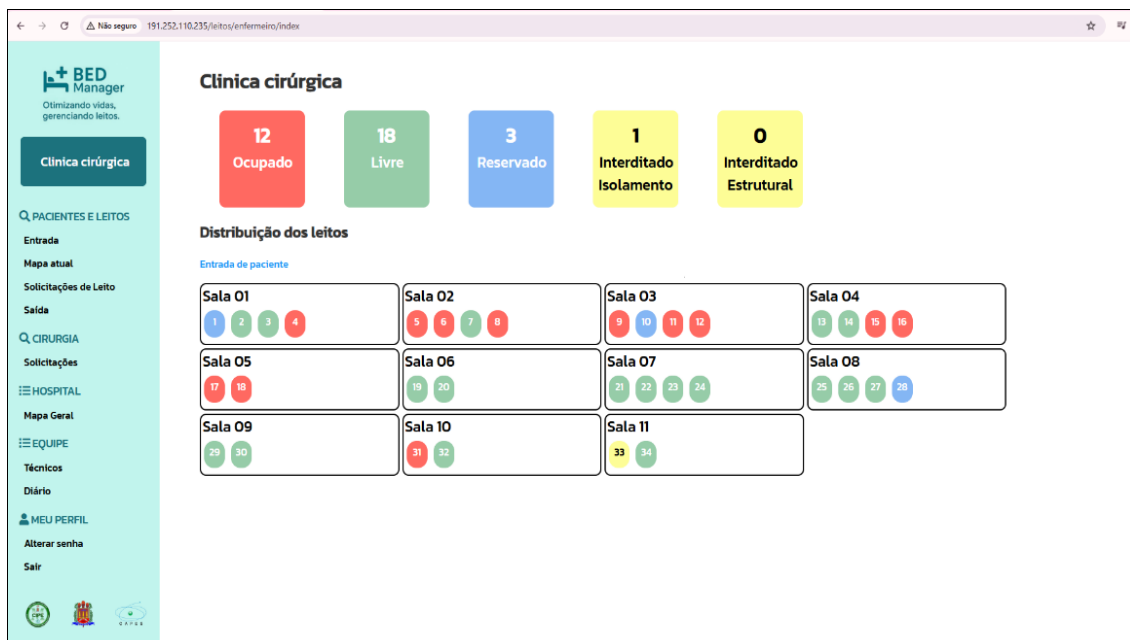 Não seguro 191.252.110.235/leitos/enfermeiro/index
BED
Manager
Otimizando vidas,
gerenciando leitos.
Clinica cirúrgica
PACIENTES E LEITOS
Entrada
Mapa atual
Solicitações de Leito
Saída
CIRURGIA
Solicitações
HOSPITAL
Mapa Geral
EQUIPE
Técnicos
Diário
MEU PERFIL
Alterar senha
Sair
CIPE
CAPES
Clinica cirúrgica
12 18 3 1 0
Ocupado Livre Reservado Interditado Interditado
Isolamento Estrutural
Distribuição dos leitos
Entrada de paciente
Sala 01 Sala 02 Sala 03 Sala 04
1 2 3 4 5 6 7 8 9 10 11 12 13 14 15 16
Sala 05 Sala 06 Sala 07 Sala 08
17 18 19 20 21 22 23 24 25 26 27 28
Sala 09 Sala 10 Sala 11
29 30 31 32 33 34